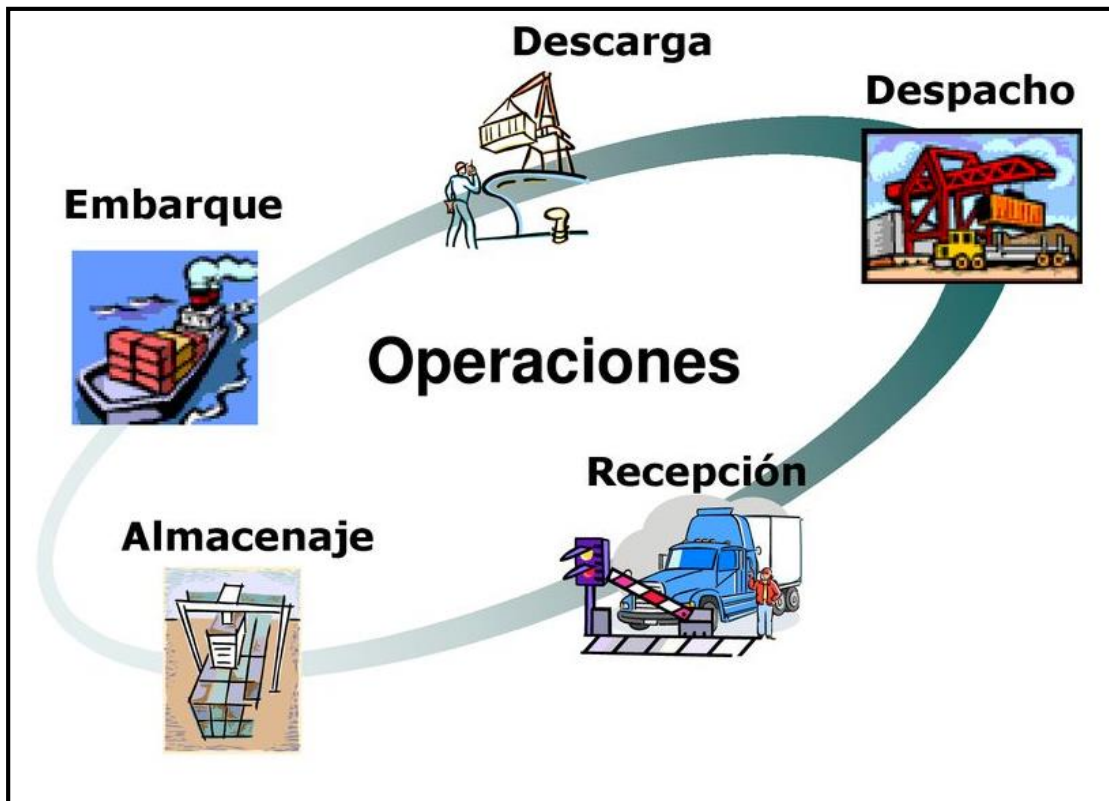 Descarga
Despacho
Embarque
Operaciones
Recepción
Almacenaje